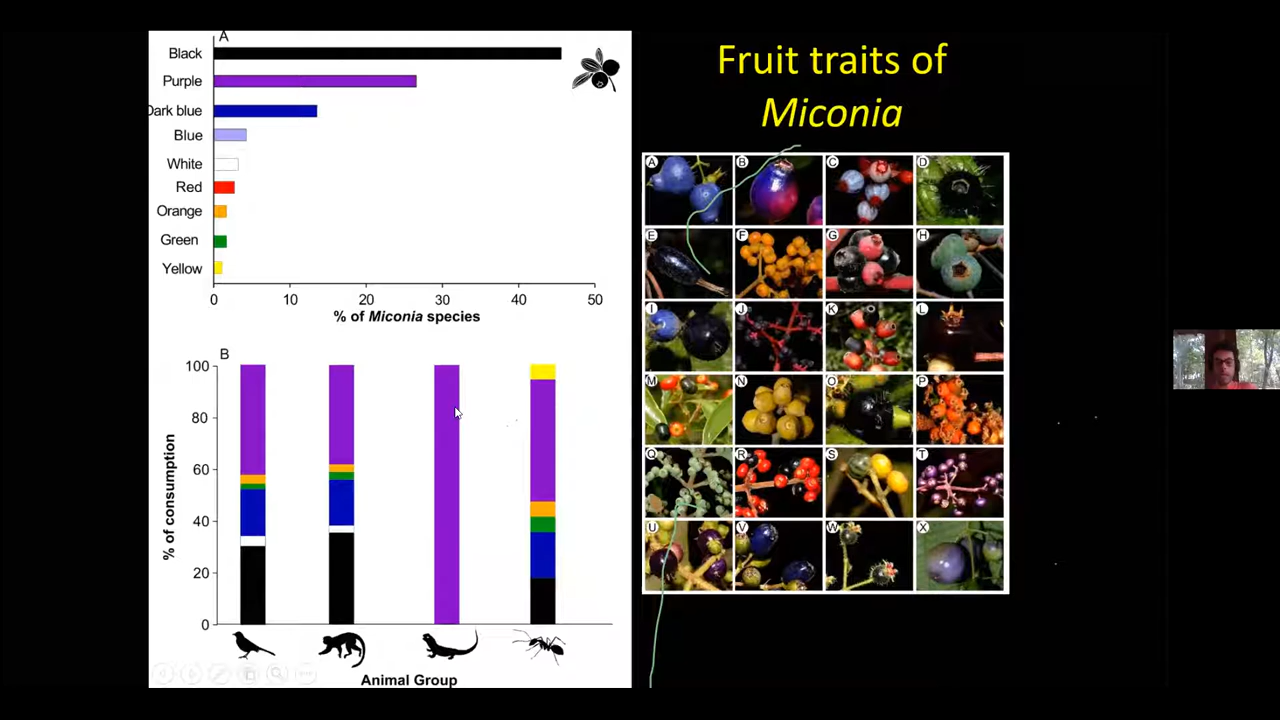 A
Black
Purple
Dark blue
Blue
White
Red
Orange
Green
Yellow
0 10 20 30 40 50
% of Miconia species
B
100
80
60
40
20
0
% of consumption
Animal Group
Fruit traits of
Miconia
A B C D
E F G H
I J K L
M N O P
Q R S T
U V W X